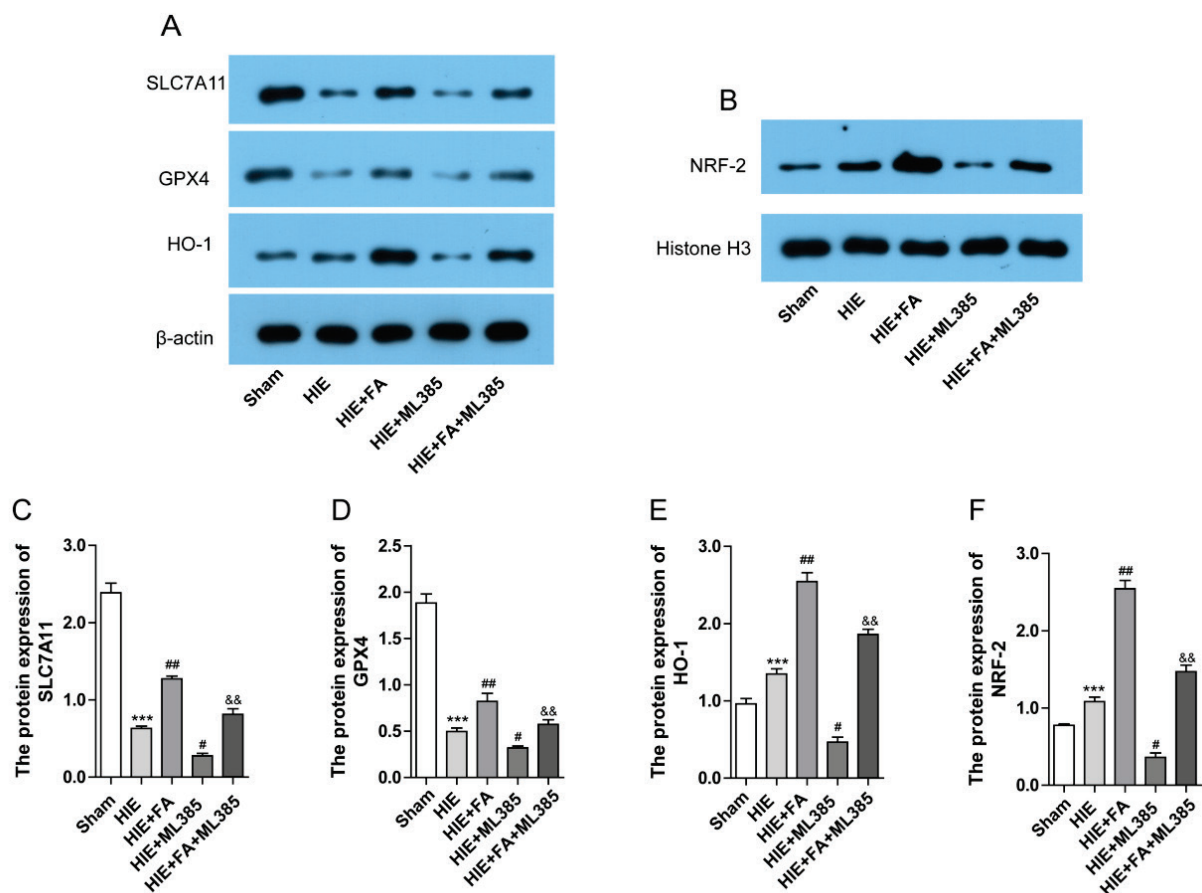 A
SLC7A11
GPX4
HO-1
β-actin
Sham
HIE
HIE+FA
HIE+ML385
HIE+FA+ML385
B
NRF-2
Histone H3
Sham
HIE
HIE+FA
HIE+ML385
HIE+FA+ML385
C
The protein expression of
SLC7A11
3.0
2.0
1.0
0.0
***
##
#
&&
Sham
HIE
HIE+FA
HIE+ML385
HIE+FA+ML385
D
The protein expression of
GPX4
2.5
2.0
1.5
1.0
0.5
0.0
***
##
#
&&
Sham
HIE
HIE+FA
HIE+ML385
HIE+FA+ML385
E
The protein expression of
HO-1
3.0
2.0
1.0
0.0
***
##
#
&&
Sham
HIE
HIE+FA
HIE+ML385
HIE+FA+ML385
F
The protein expression of
NRF-2
3.0
2.0
1.0
0.0
***
##
#
&&
Sham
HIE
HIE+FA
HIE+ML385
HIE+FA+ML385